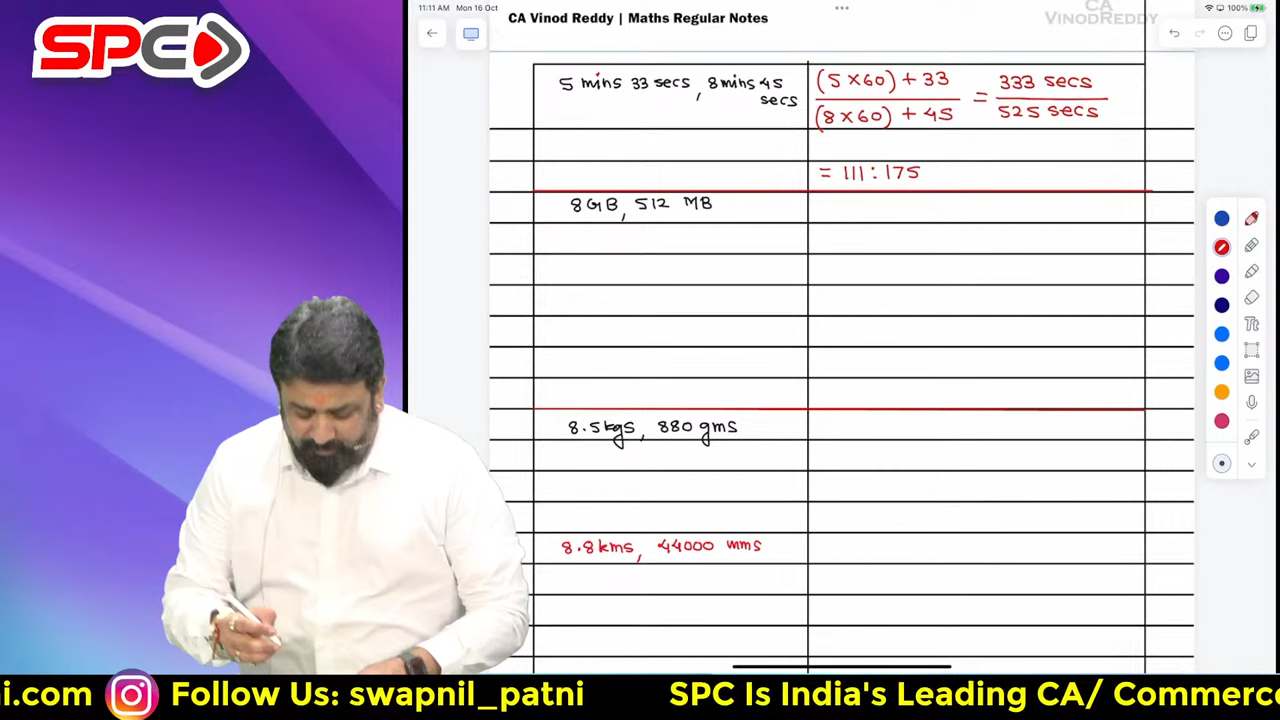 11:11 AM Mon 16 Oct
100%
CA Vinod Reddy | Maths Regular Notes
CA
VINODREDDY
SPC
5 mins 33 secs, 8 mins 45 secs
(5 × 60) + 33 / (8 × 60) + 45 = 333 secs / 525 secs
= 111 : 175
8 GB, 512 MB
8.5 kgs, 880 gms
8.8 kms, 44000 mms
Tt
ni.com Follow Us: swapnil_patni SPC Is India's Leading CA/ Commerc